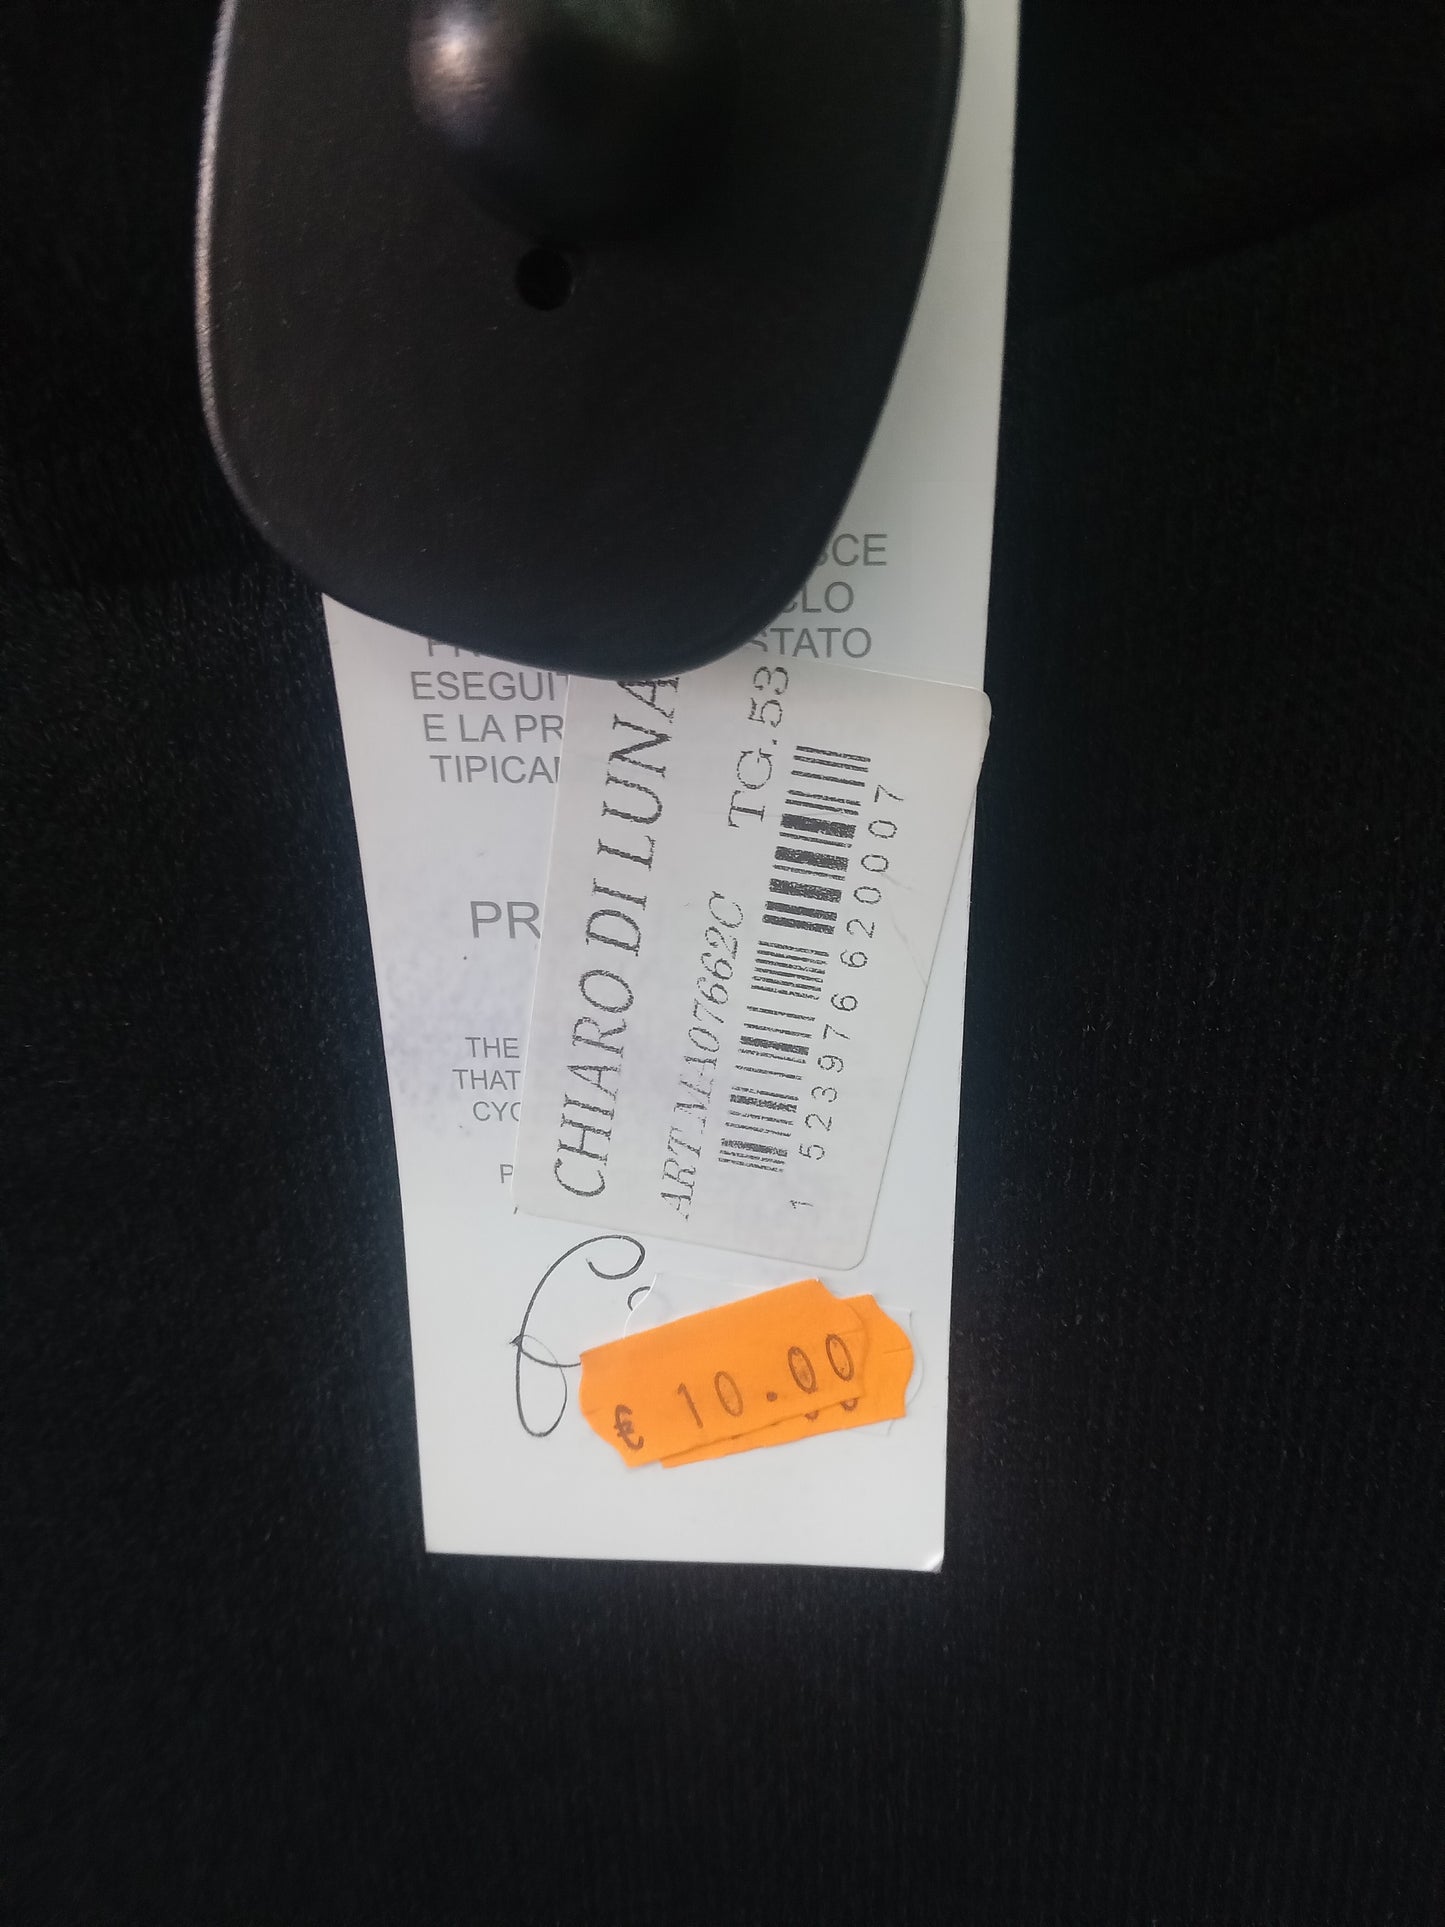 SCE
CLO
STATO
ESEGUIT
E LA PR
TIPICA
PR
THE
THAT
CYC
P
CHIARO DI LUNA
ART.MA07662C
TG.53
1 523976 620007
€ 10.00